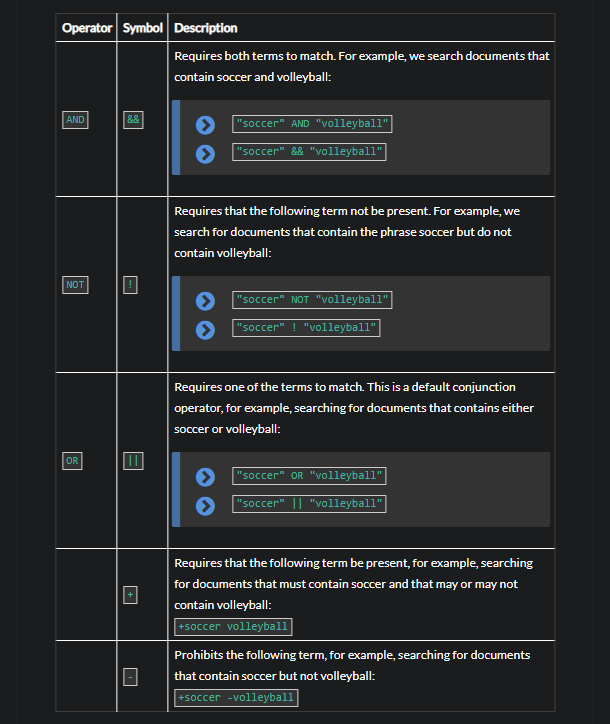 Operator Symbol Description
Requires both terms to match. For example, we search documents that
contain soccer and volleyball:
AND &&
"soccer" AND "volleyball"
"soccer" && "volleyball"
Requires that the following term not be present. For example, we
search for documents that contain the phrase soccer but do not
contain volleyball:
NOT !
"soccer" NOT "volleyball"
"soccer" ! "volleyball"
Requires one of the terms to match. This is a default conjunction
operator, for example, searching for documents that contains either
soccer or volleyball:
OR ||
"soccer" OR "volleyball"
"soccer" || "volleyball"
Requires that the following term be present, for example, searching
for documents that must contain soccer and that may or may not
+
contain volleyball:
+soccer volleyball
Prohibits the following term, for example, searching for documents
that contain soccer but not volleyball:
-
+soccer -volleyball